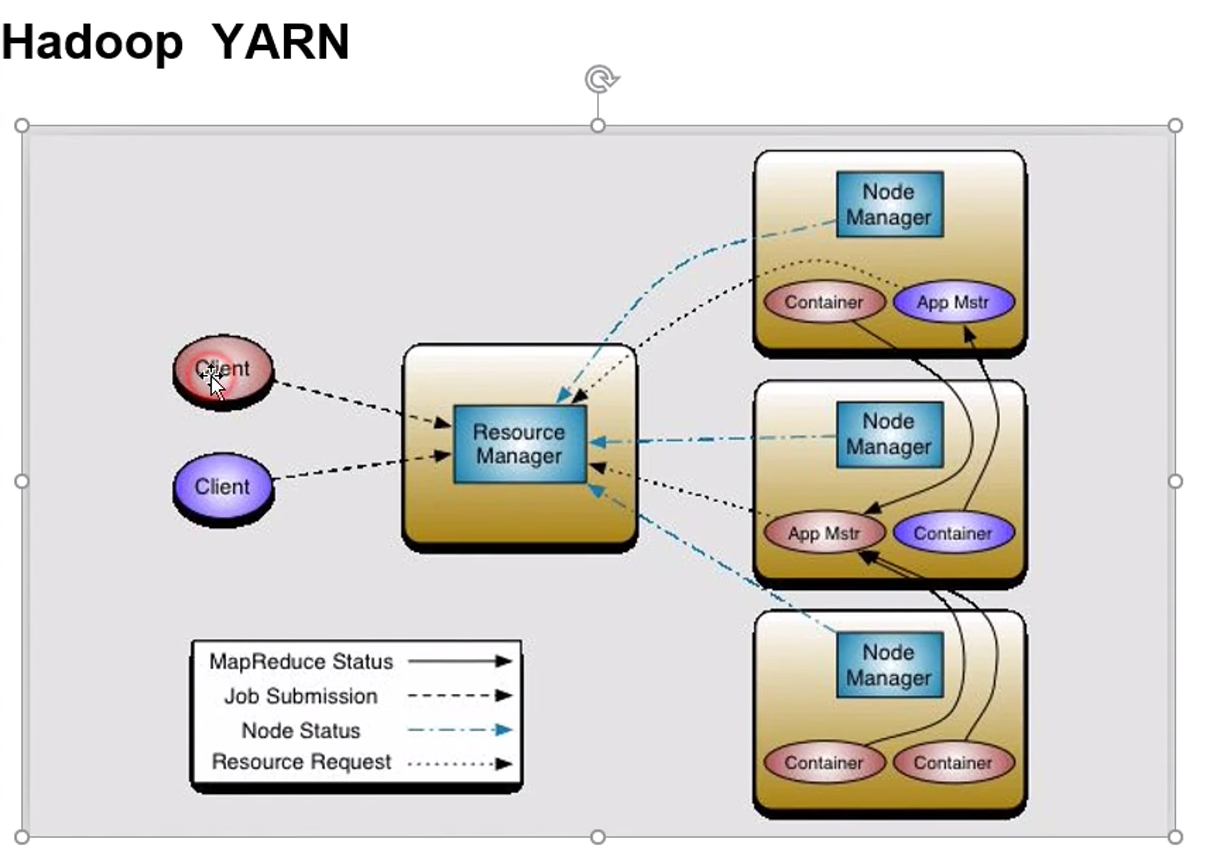 Hadoop YARN
Node
Manager
Container
App Mstr
Client
Resource
Manager
Node
Manager
Client
App Mstr
Container
Node
Manager
MapReduce Status
Job Submission
Node Status
Resource Request
Container
Container